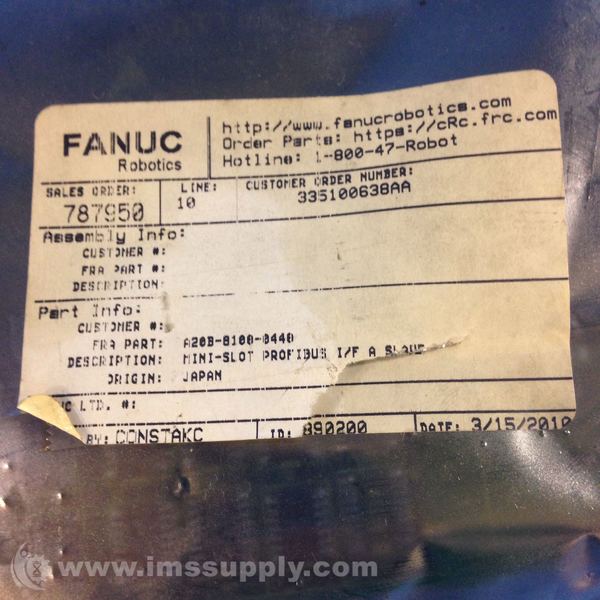 FANUC
Robotics
http://www.fanucrobotics.com
Order Parts: https://cRc.frc.com
Hotline: 1-800-47-Robot
SALES ORDER:
787950
LINE:
10
CUSTOMER ORDER NUMBER:
335100638AA
Assembly Info:
CUSTOMER #:
FRA PART #:
DESCRIPTION:
Part Info:
CUSTOMER #:
FRA PART: A20B-8100-0440
DESCRIPTION: MINI-SLOT PROFIBUS I/F A SLAVE
ORIGIN: JAPAN
LTD. #:
BY: CONSTAKC
ID: 890200
DATE: 3/15/2010
www.imssupply.com